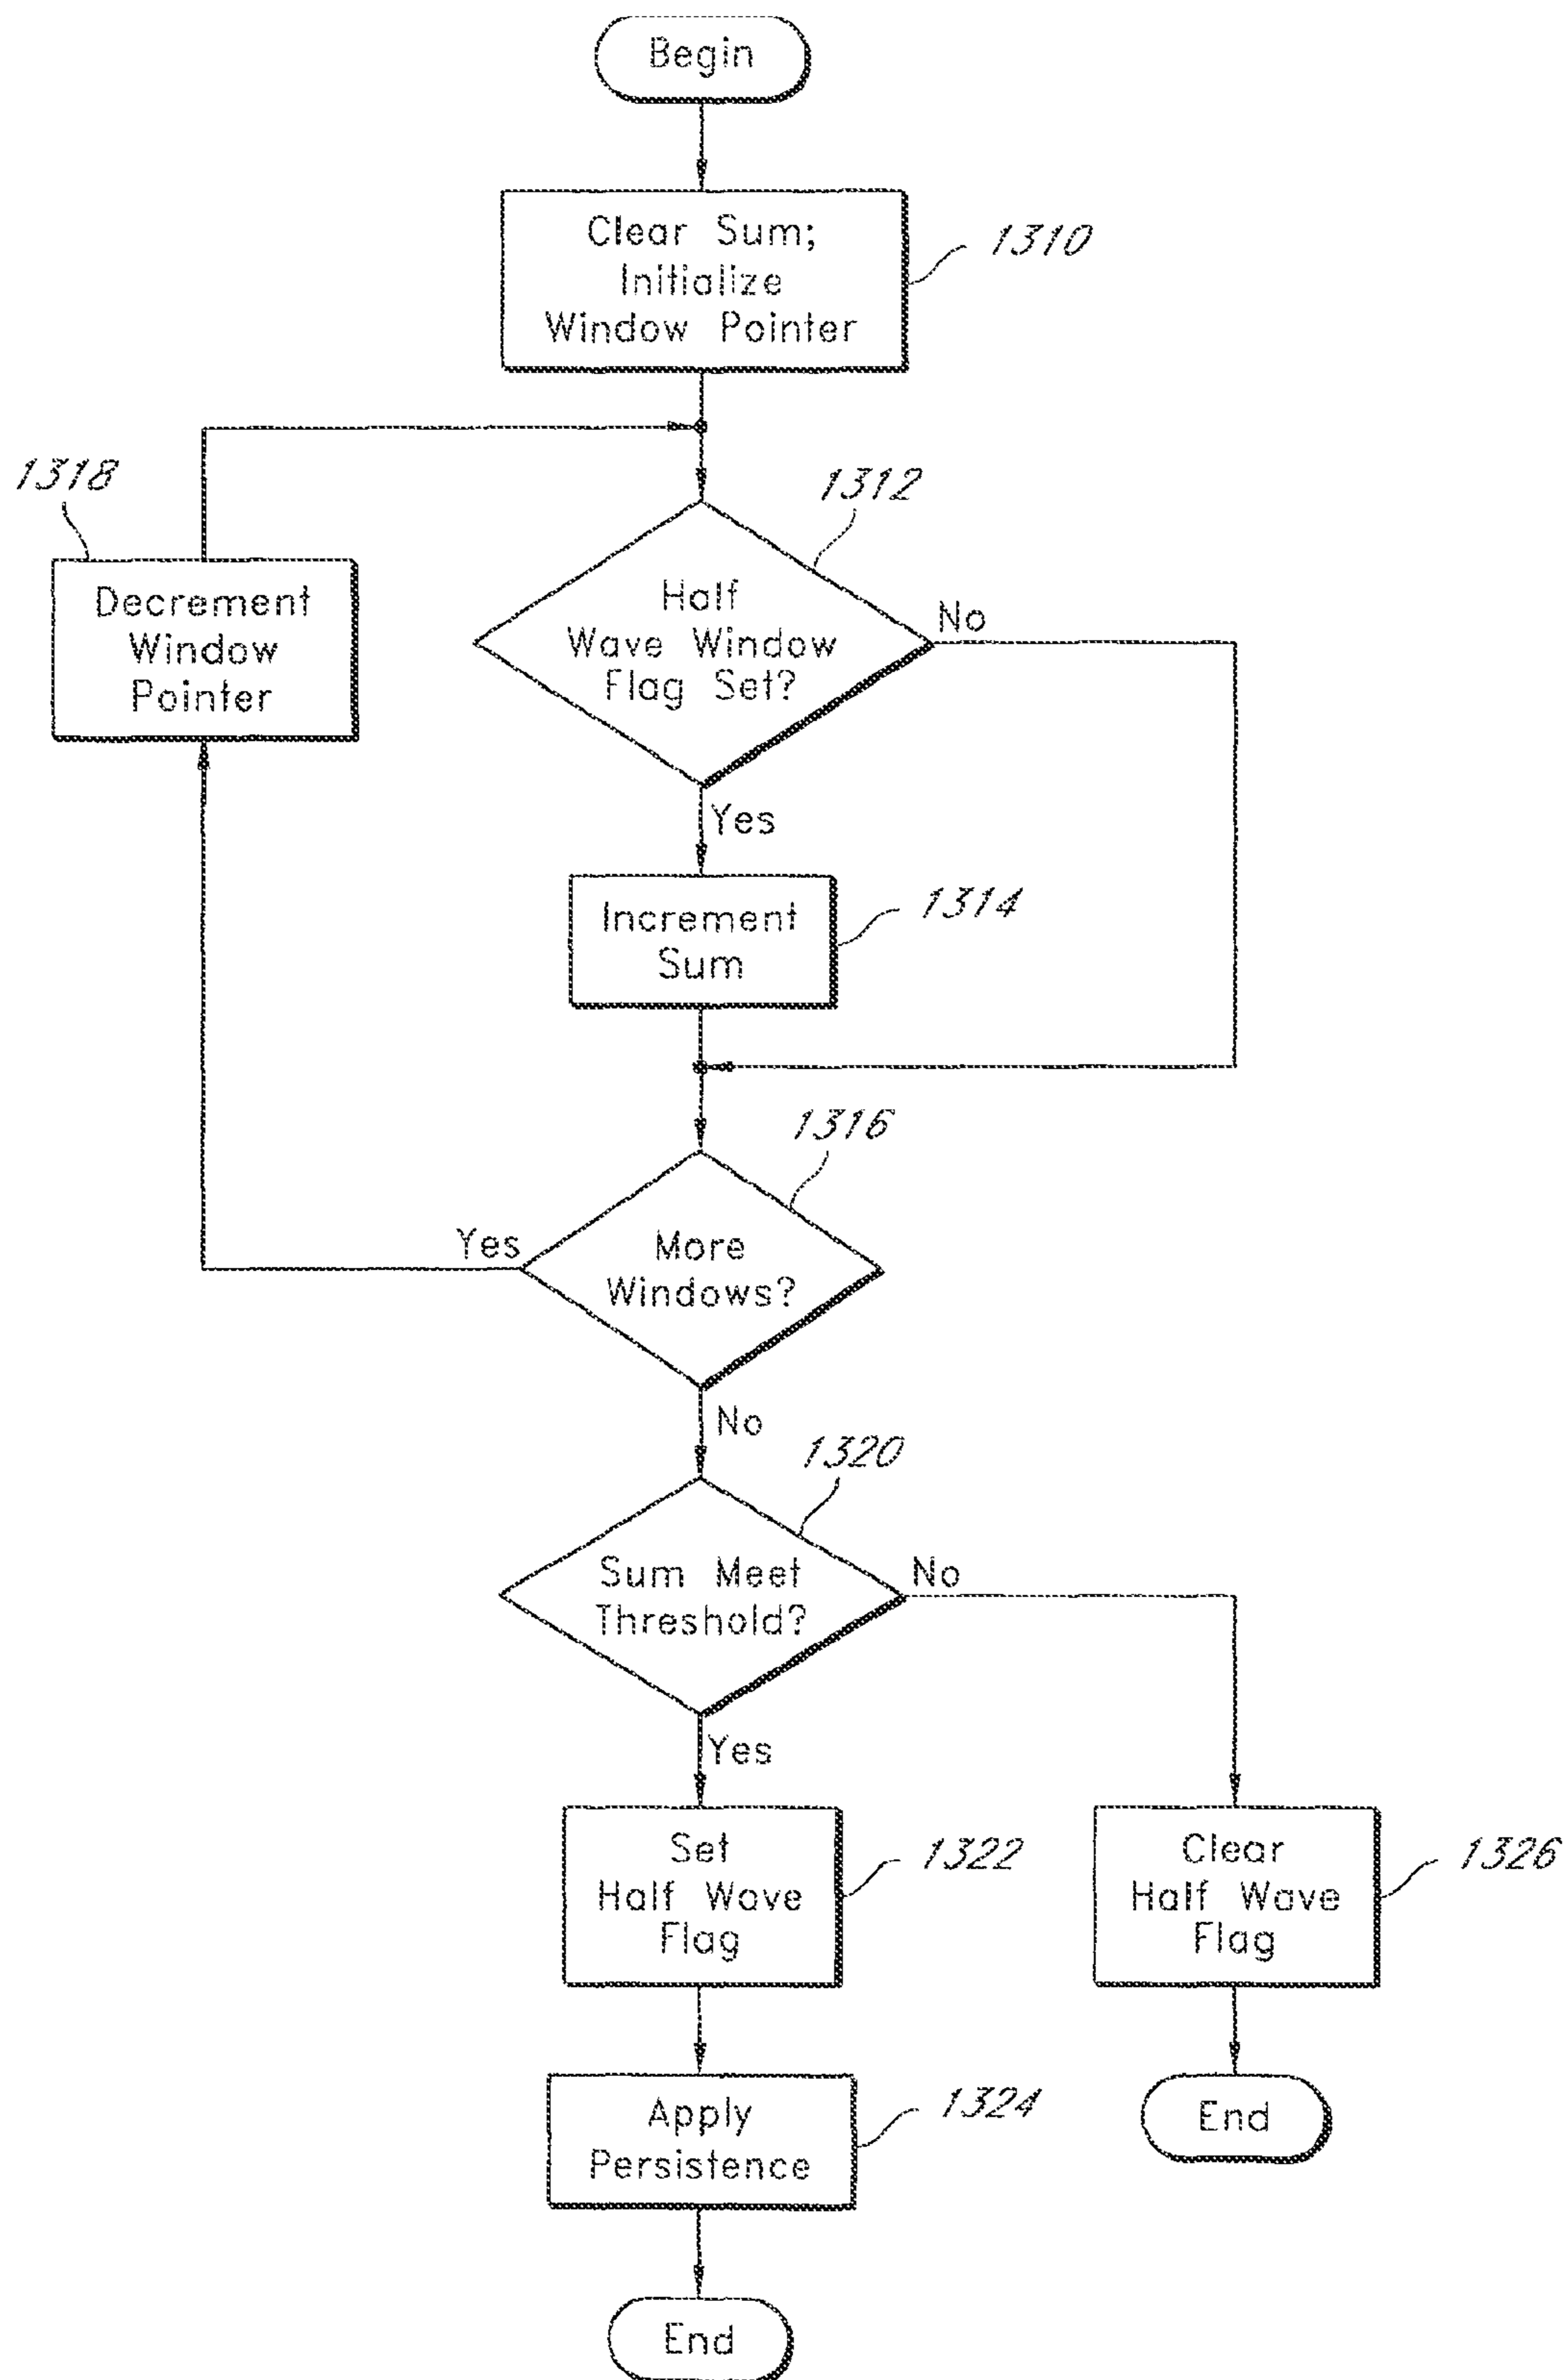 Begin
Clear Sum;
Initialize
Window Pointer
1310
1318
Decrement
Window
Pointer
1312
Half
Wave Window
Flag Set?
No
Yes
Increment
Sum
1314
1316
More
Windows?
Yes
No
1320
Sum Meet
Threshold?
No
Yes
Set
Half Wave
Flag
1322
Clear
Half Wave
Flag
1326
Apply
Persistence
1324
End
End